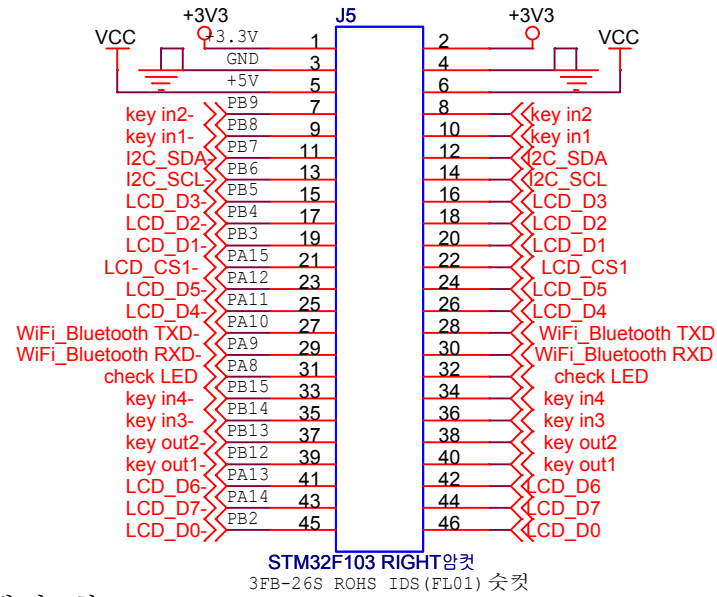 +3V3 J5 +3V3
VCC +3.3V 1 2 VCC
GND 3 4
+5V 5 6
key in2- PB9 7 8 key in2
key in1- PB8 9 10 key in1
I2C_SDA- PB7 11 12 I2C_SDA
I2C_SCL- PB6 13 14 I2C_SCL
LCD_D3- PB5 15 16 LCD_D3
LCD_D2- PB4 17 18 LCD_D2
LCD_D1- PB3 19 20 LCD_D1
LCD_CS1- PA15 21 22 LCD_CS1
LCD_D5- PA12 23 24 LCD_D5
LCD_D4- PA11 25 26 LCD_D4
WiFi_Bluetooth TXD- PA10 27 28 WiFi_Bluetooth TXD
WiFi_Bluetooth RXD- PA9 29 30 WiFi_Bluetooth RXD
check LED PA8 31 32 check LED
key in4- PB15 33 34 key in4
key in3- PB14 35 36 key in3
key out2- PB13 37 38 key out2
key out1- PB12 39 40 key out1
LCD_D6- PA13 41 42 LCD_D6
LCD_D7- PA14 43 44 LCD_D7
LCD_D0- PB2 45 46 LCD_D0
STM32F103 RIGHT암컷
3FB-26S ROHS IDS(FL01)숫컷